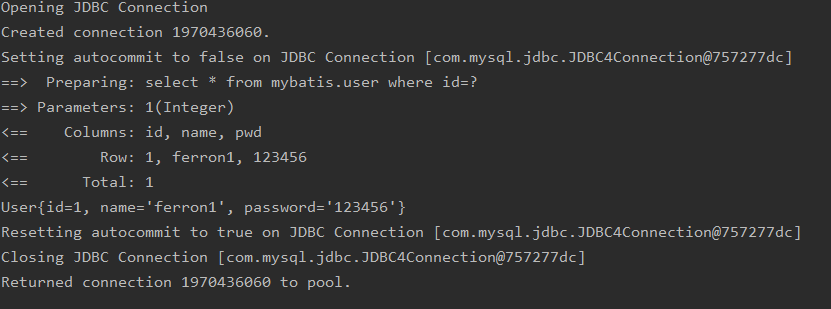 Opening JDBC Connection
Created connection 1970436060.
Setting autocommit to false on JDBC Connection [com.mysql.jdbc.JDBC4Connection@757277dc]
==>  Preparing: select * from mybatis.user where id=?
==> Parameters: 1(Integer)
<==    Columns: id, name, pwd
<==        Row: 1, ferron1, 123456
<==      Total: 1
User{id=1, name='ferron1', password='123456'}
Resetting autocommit to true on JDBC Connection [com.mysql.jdbc.JDBC4Connection@757277dc]
Closing JDBC Connection [com.mysql.jdbc.JDBC4Connection@757277dc]
Returned connection 1970436060 to pool.